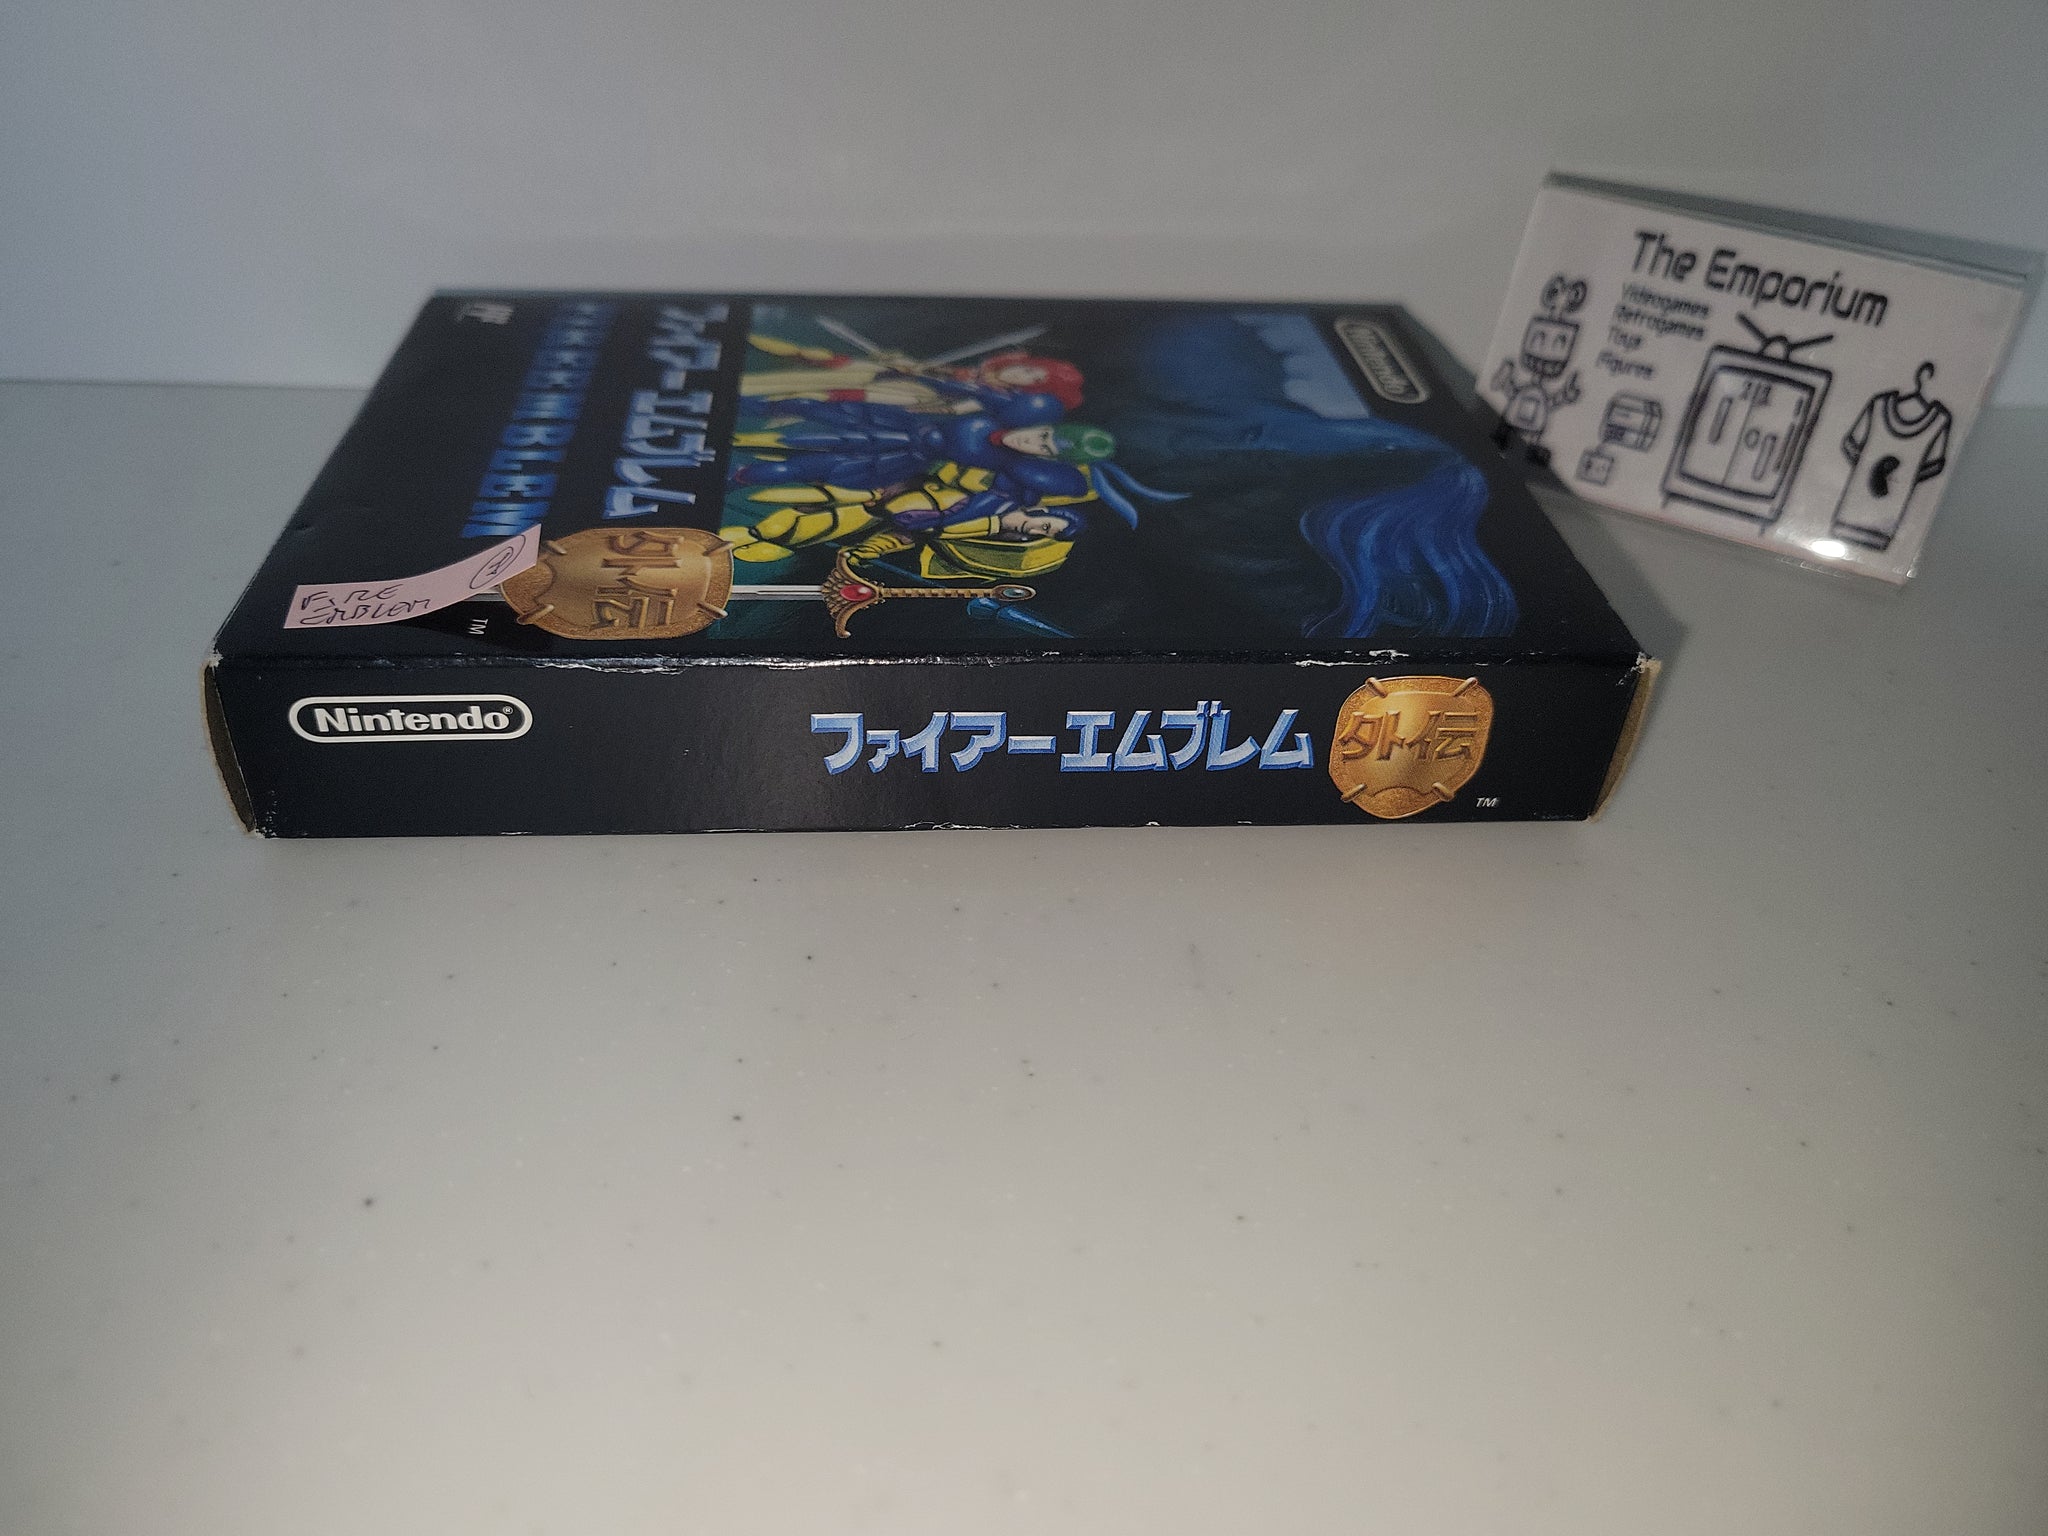 The Emporium
Videogames
Retrogames
Toys
Figures
Nintendo
ファイアーエムブレム
外伝
TM
FIRE
EMBLEM
Nintendo®
ファイアーエムブレム
外伝
TM